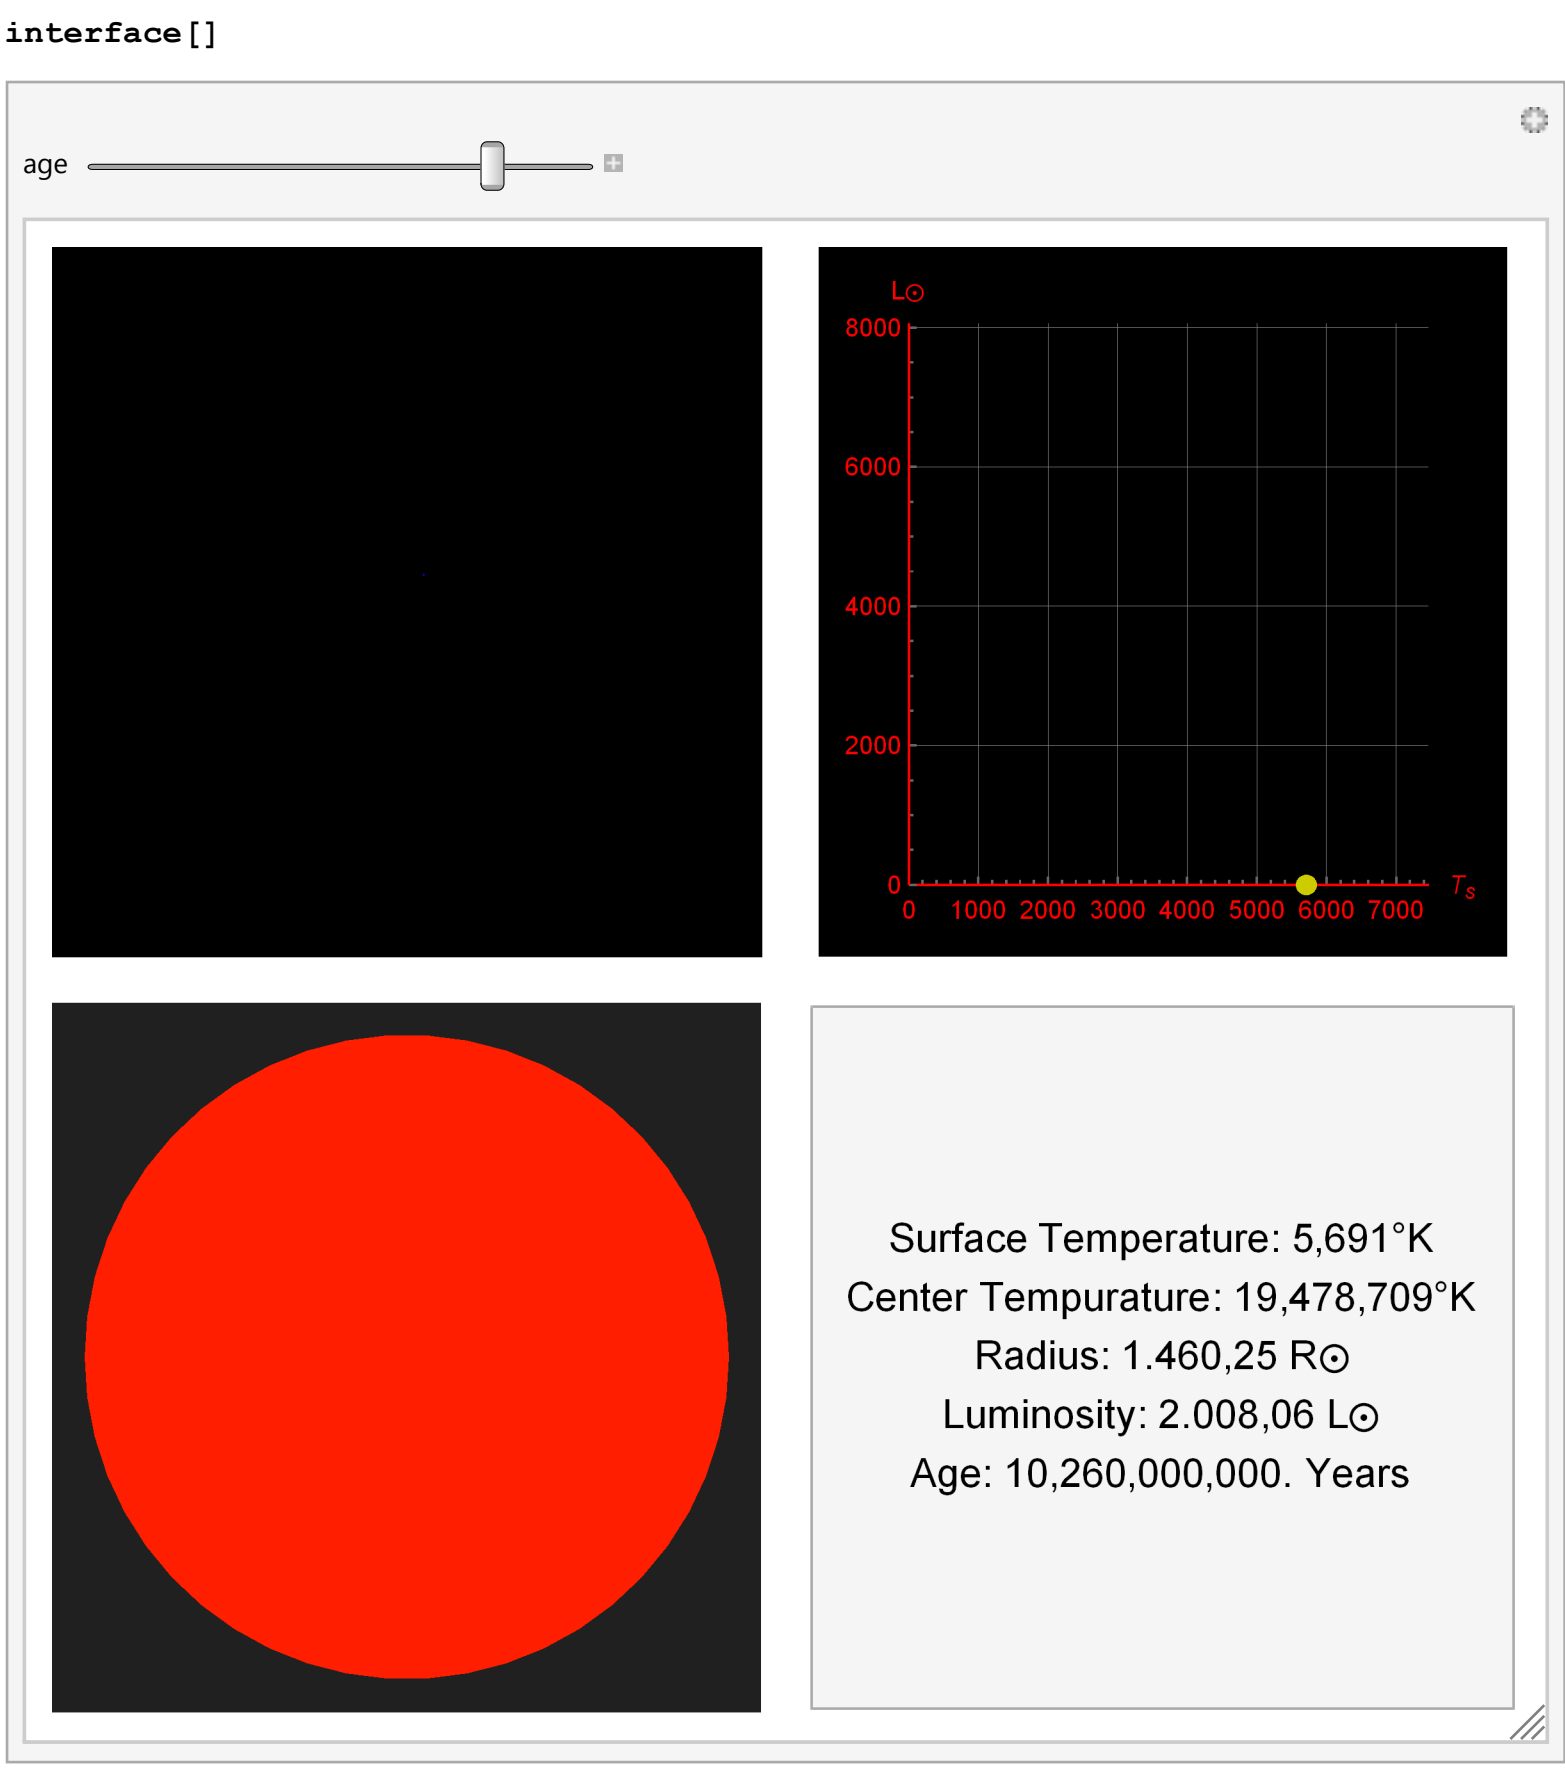 interface[]
age
L⊙
8000
6000
4000
2000
0
0 1000 2000 3000 4000 5000 6000 7000
Ts
Surface Temperature: 5,691°K
Center Tempurature: 19,478,709°K
Radius: 1.460,25 R⊙
Luminosity: 2.008,06 L⊙
Age: 10,260,000,000. Years